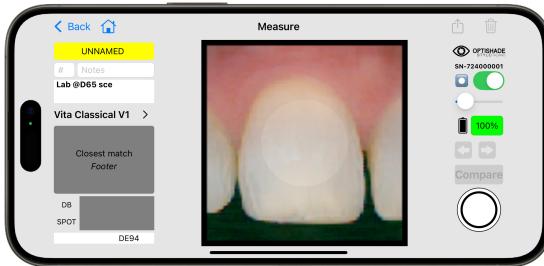 Back
Measure
UNNAMED
# Notes
Lab @D65 sce
Vita Classical V1
Closest match
Footer
DB
SPOT
DE94
OPTISHADE
STYLEITALIANO
SN-724000001
100%
Compare